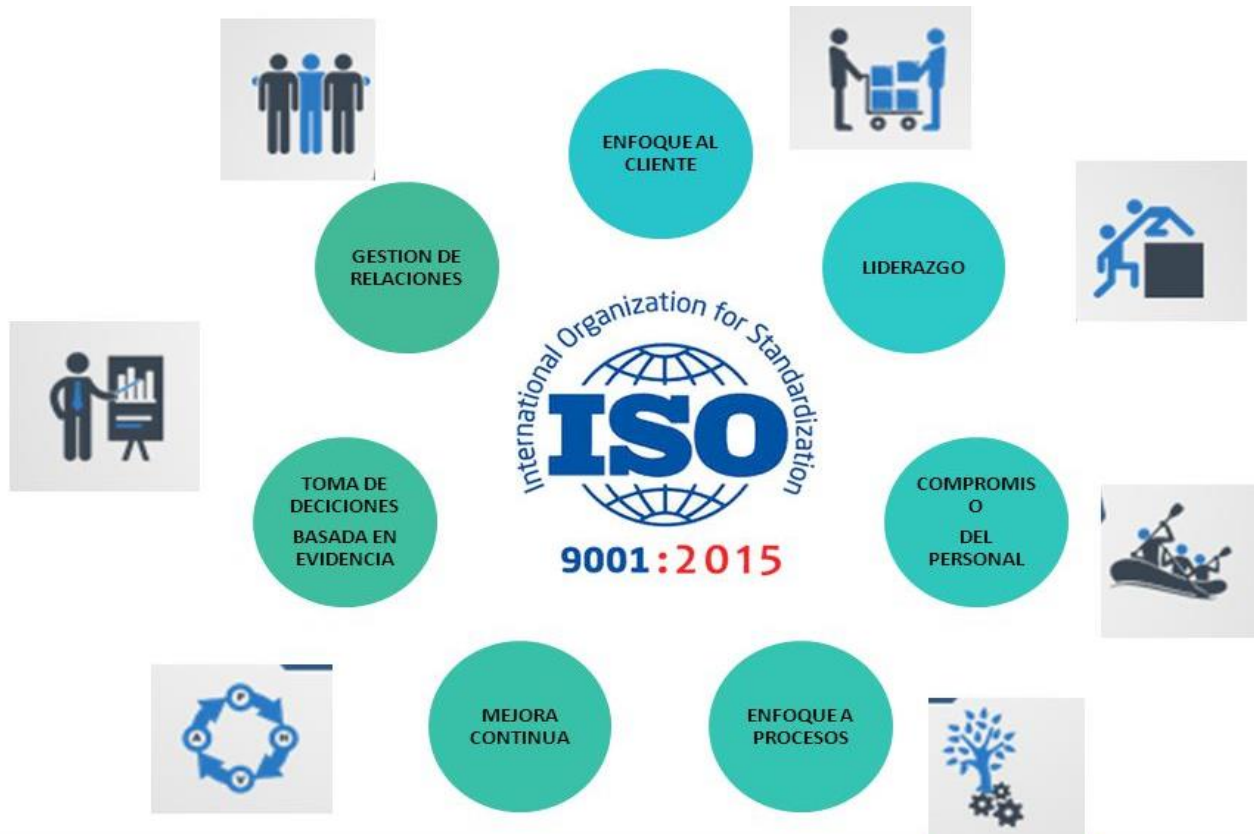 ENFOQUE AL
CLIENTE
GESTION DE
RELACIONES
LIDERAZGO
International Organization for Standardization
ISO
9001:2015
TOMA DE
DECICIONES
BASADA EN
EVIDENCIA
COMPROMIS
O
DEL
PERSONAL
MEJORA
CONTINUA
ENFOQUE A
PROCESOS
P
H
V
A